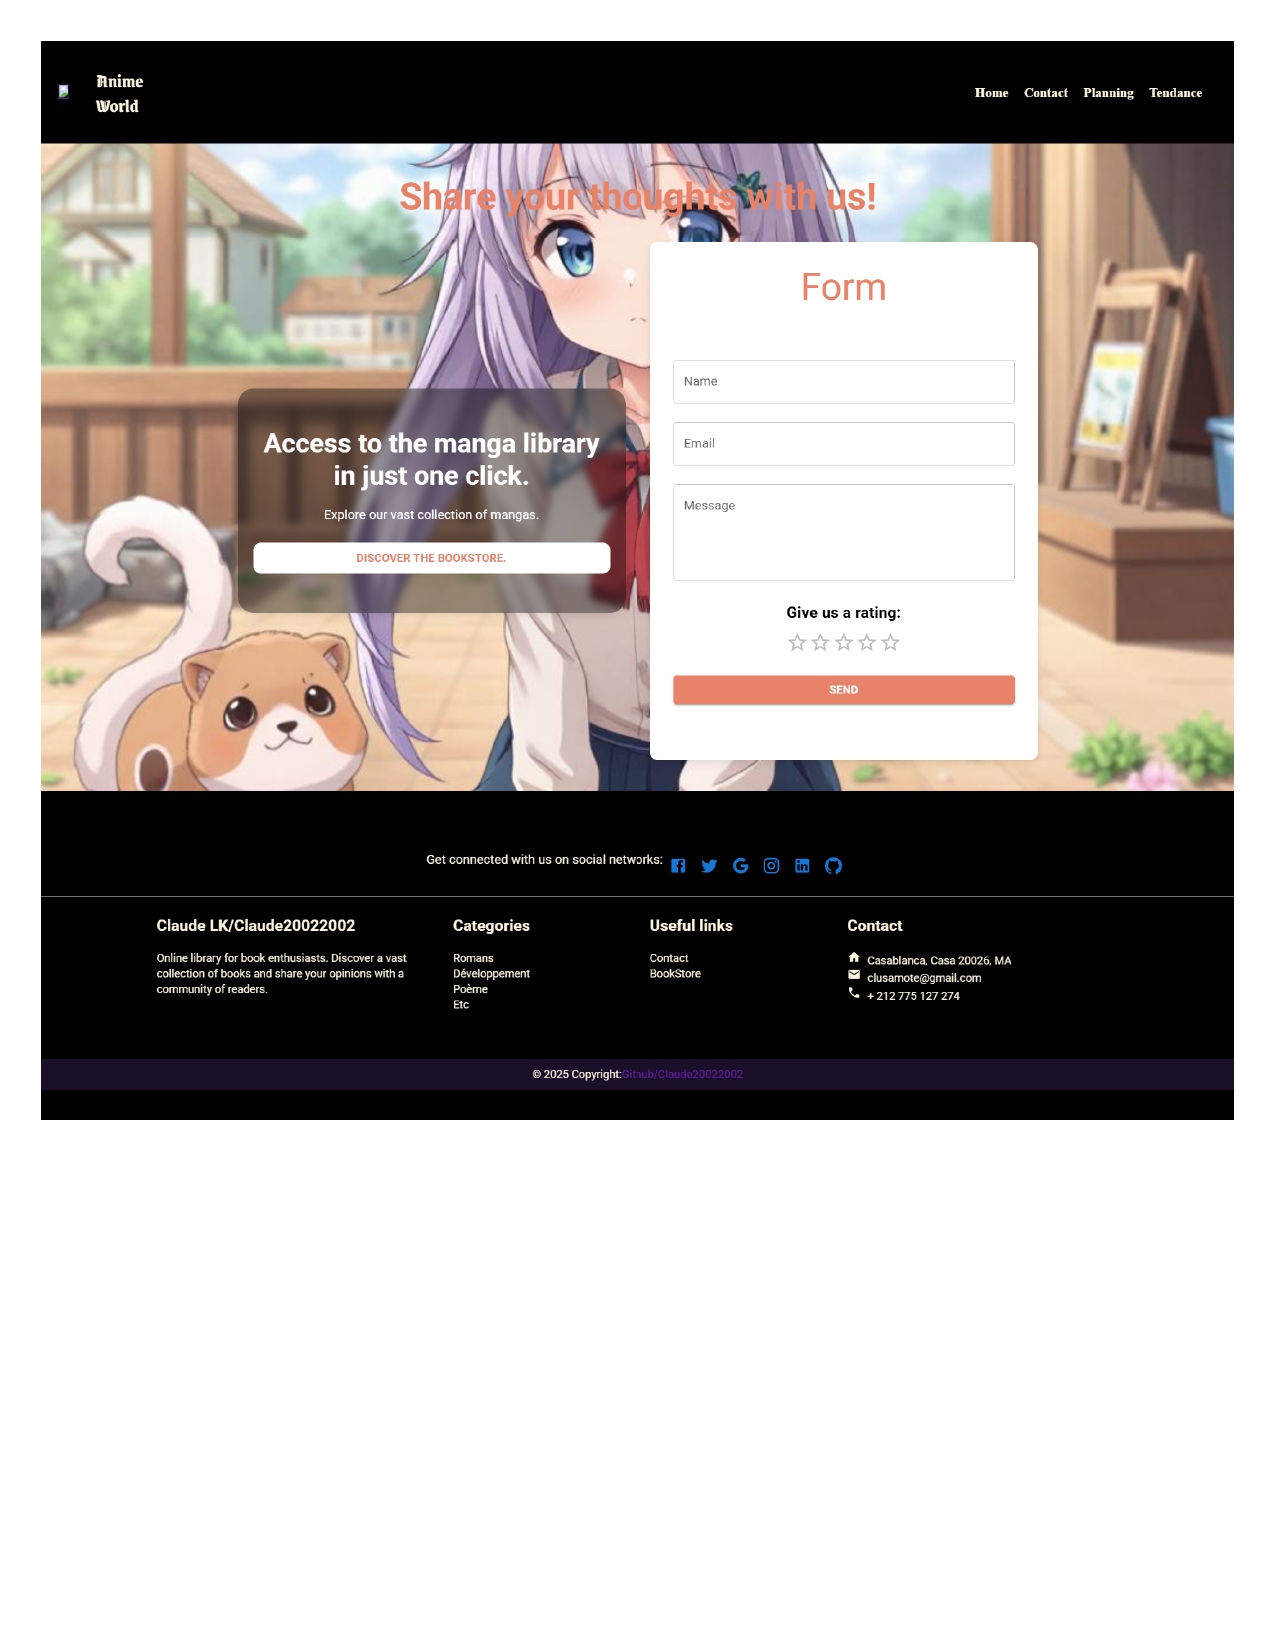 Anime
World
Home Contact Planning Tendance
Share your thoughts with us!
Form
Name
Email
Message
Access to the manga library
in just one click.
Explore our vast collection of mangas.
DISCOVER THE BOOKSTORE.
Give us a rating:
SEND
Get connected with us on social networks:
Claude LK/Claude20022002
Online library for book enthusiasts. Discover a vast
collection of books and share your opinions with a
community of readers.
Categories
Romans
Développement
Poème
Etc
Useful links
Contact
BookStore
Contact
Casablanca, Casa 20026, MA
clusamote@gmail.com
+ 212 775 127 274
© 2025 Copyright:Github/Claude20022002